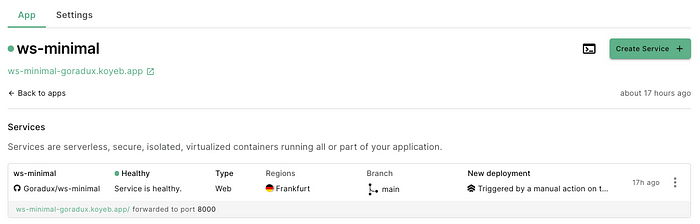 App Settings
ws-minimal
Create Service +
ws-minimal-goradux.koyeb.app
Back to apps
about 17 hours ago
Services
Services are serverless, secure, isolated, virtualized containers running all or part of your application.
ws-minimal Healthy Type Regions Branch New deployment
Goradux/ws-minimal Service is healthy. Web Frankfurt main Triggered by a manual action on t... 17h ago
ws-minimal-goradux.koyeb.app/ forwarded to port 8000